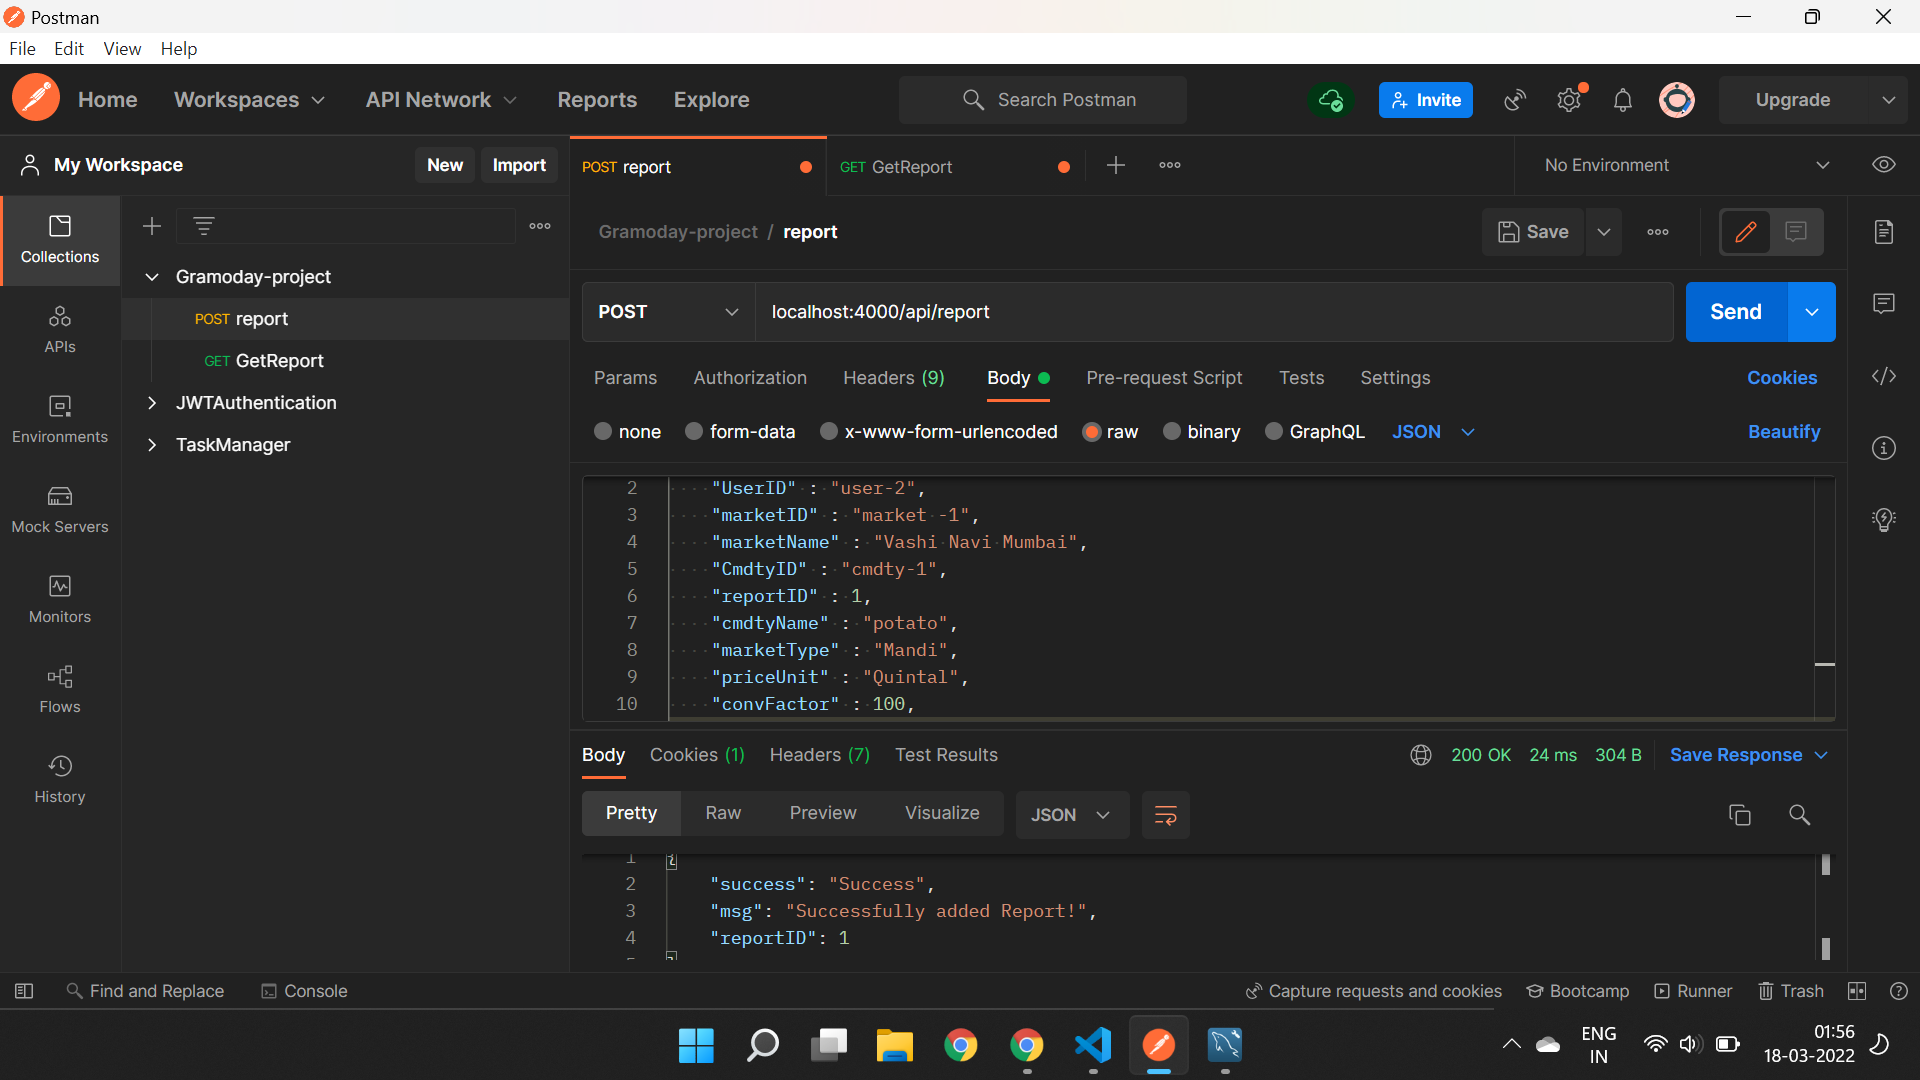 Postman
File Edit View Help
Home Workspaces API Network Reports Explore Search Postman Invite Upgrade
My Workspace New Import POST report GET GetReport No Environment
Collections
APIs
Environments
Mock Servers
Monitors
Flows
History
Gramoday-project
POST report
GET GetReport
JWTAuthentication
TaskManager
Gramoday-project / report Save
POST localhost:4000/api/report Send
Params Authorization Headers (9) Body Pre-request Script Tests Settings Cookies
none form-data x-www-form-urlencoded raw binary GraphQL JSON Beautify
2 "UserID" : "user-2",
3 "marketID" : "market -1",
4 "marketName" : "Vashi Navi Mumbai",
5 "CmdtyID" : "cmdty-1",
6 "reportID" : 1,
7 "cmdtyName" : "potato",
8 "marketType" : "Mandi",
9 "priceUnit" : "Quintal",
10 "convFactor" : 100,
Body Cookies (1) Headers (7) Test Results 200 OK 24 ms 304 B Save Response
Pretty Raw Preview Visualize JSON
1 {
2 "success": "Success",
3 "msg": "Successfully added Report!",
4 "reportID": 1
Find and Replace Console Capture requests and cookies Bootcamp Runner Trash
ENG
IN
01:56
18-03-2022